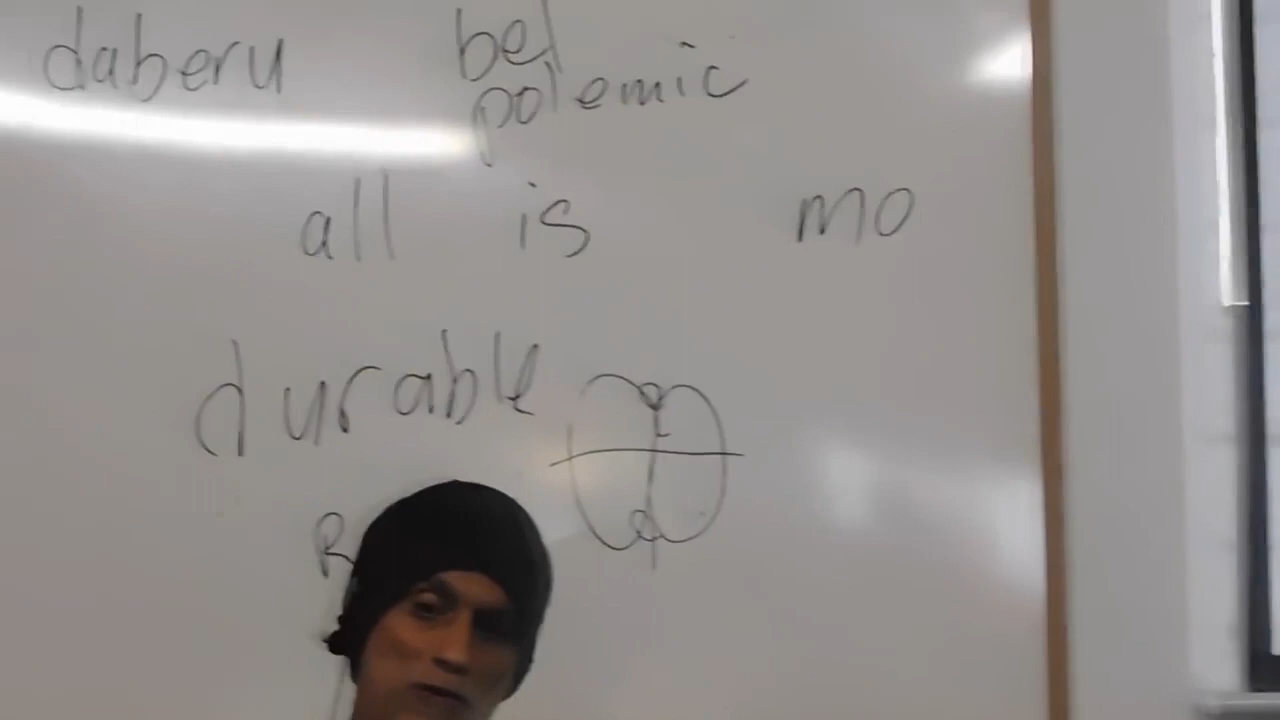 daberu bel
polemic
all is mo
durable
R